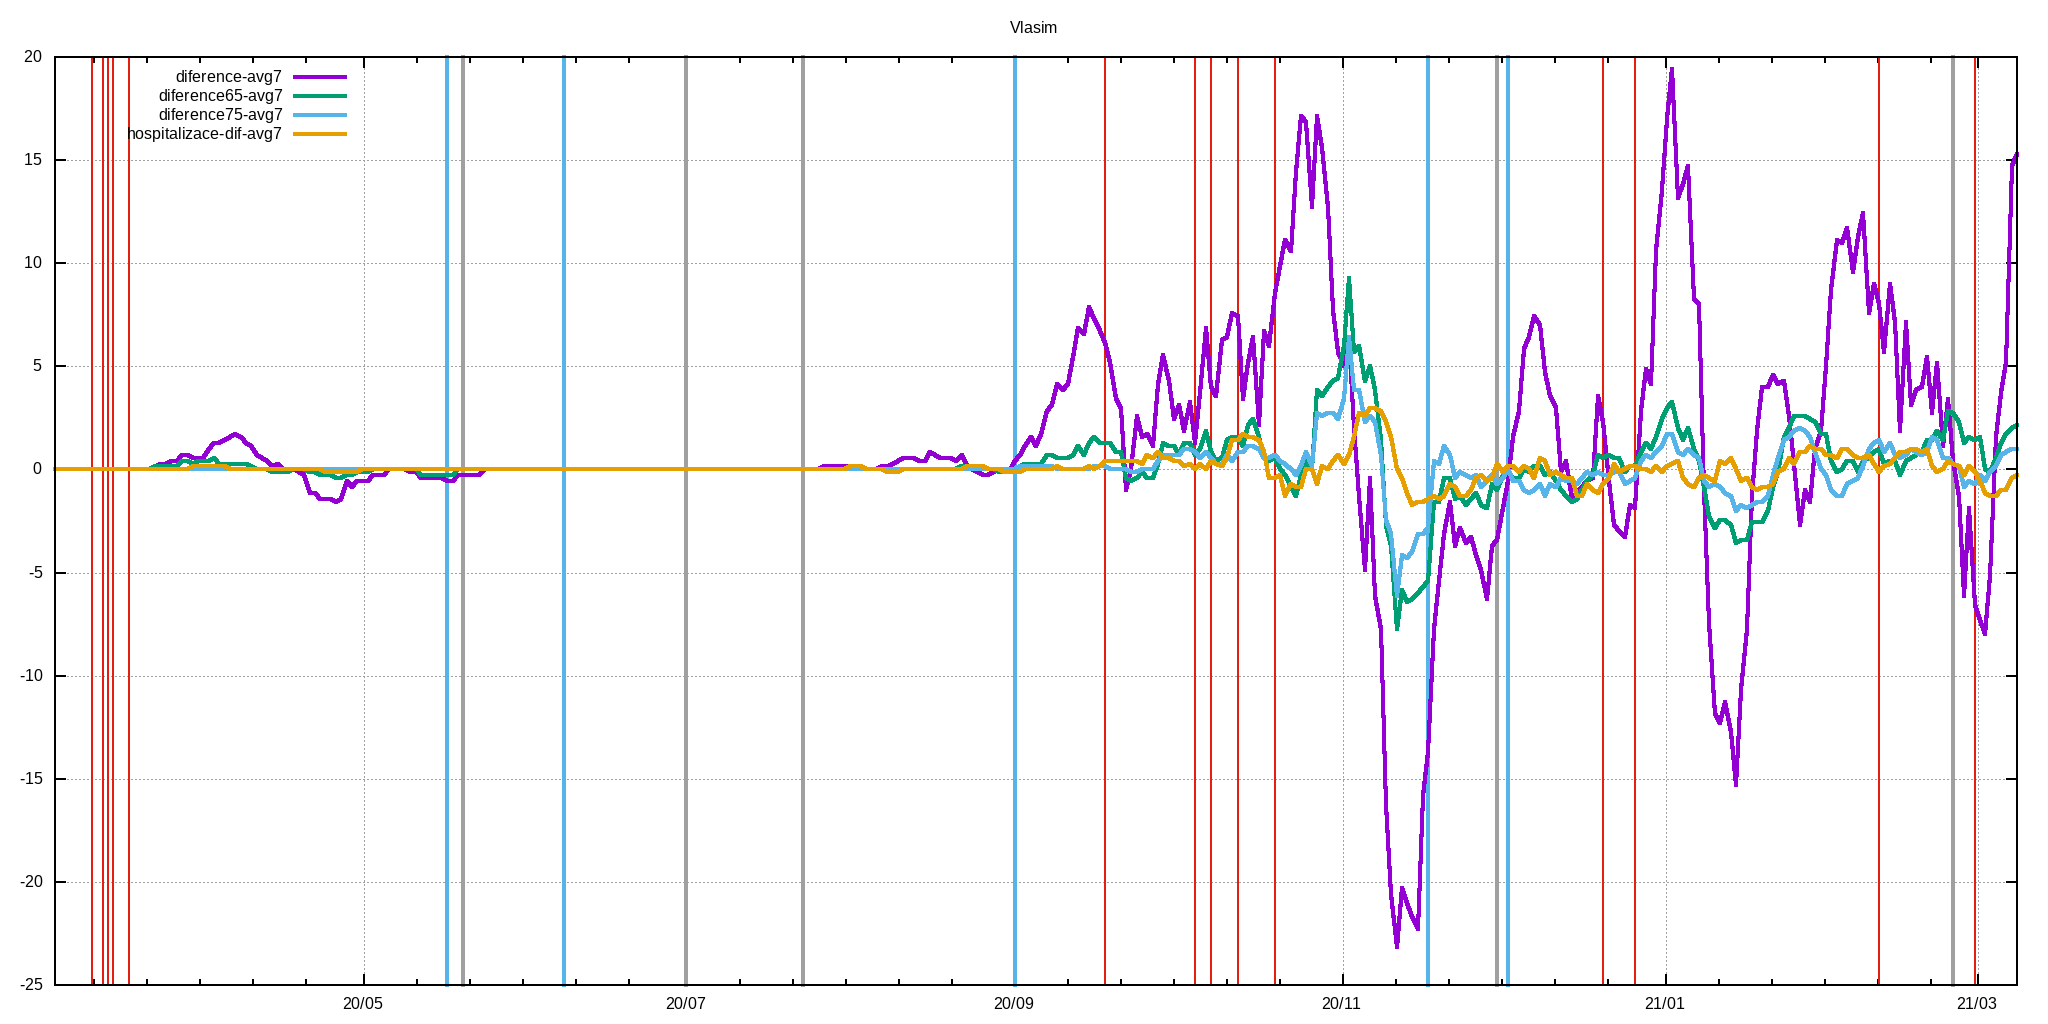 Vlasim
20
diference-avg7
diference65-avg7
diference75-avg7
hospitalizace-dif-avg7
15
10
5
0
-5
-10
-15
-20
-25
20/05 20/07 20/09 20/11 21/01 21/03